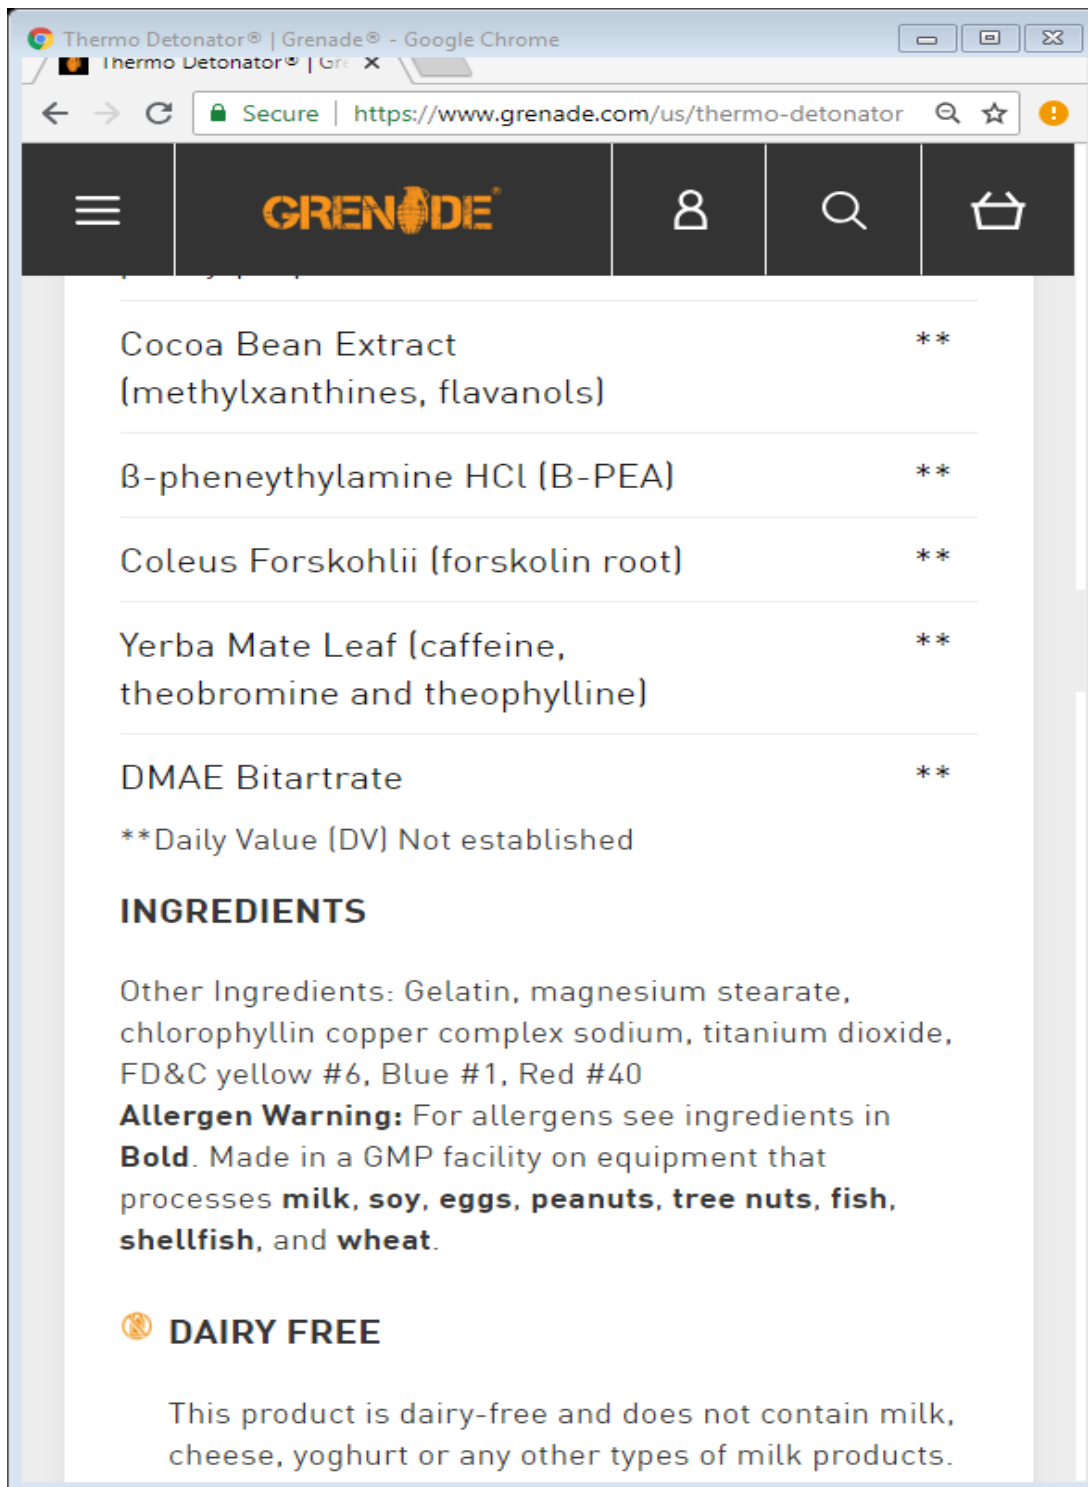 Thermo Detonator® | Grenade® - Google Chrome
Thermo Detonator® | Gre
Secure | https://www.grenade.com/us/thermo-detonator
GRENADE®
Cocoa Bean Extract **
(methylxanthines, flavanols)
ß-pheneythylamine HCl (B-PEA) **
Coleus Forskohlii (forskolin root) **
Yerba Mate Leaf (caffeine, **
theobromine and theophylline)
DMAE Bitartrate **
**Daily Value (DV) Not established
INGREDIENTS
Other Ingredients: Gelatin, magnesium stearate,
chlorophyllin copper complex sodium, titanium dioxide,
FD&C yellow #6, Blue #1, Red #40
Allergen Warning: For allergens see ingredients in
Bold. Made in a GMP facility on equipment that
processes milk, soy, eggs, peanuts, tree nuts, fish,
shellfish, and wheat.
DAIRY FREE
This product is dairy-free and does not contain milk,
cheese, yoghurt or any other types of milk products.